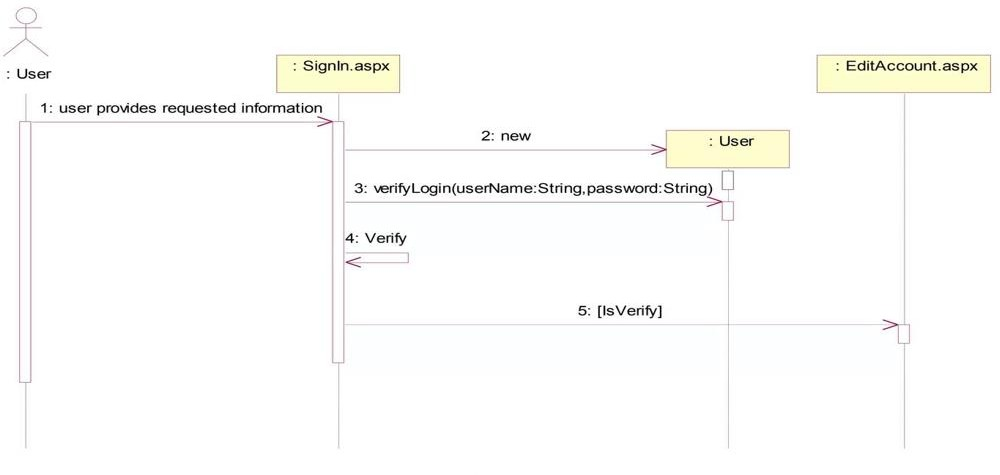 : User
: SignIn.aspx
: EditAccount.aspx
1: user provides requested information
2: new
: User
3: verifyLogin(userName:String,password:String)
4: Verify
5: [IsVerify]